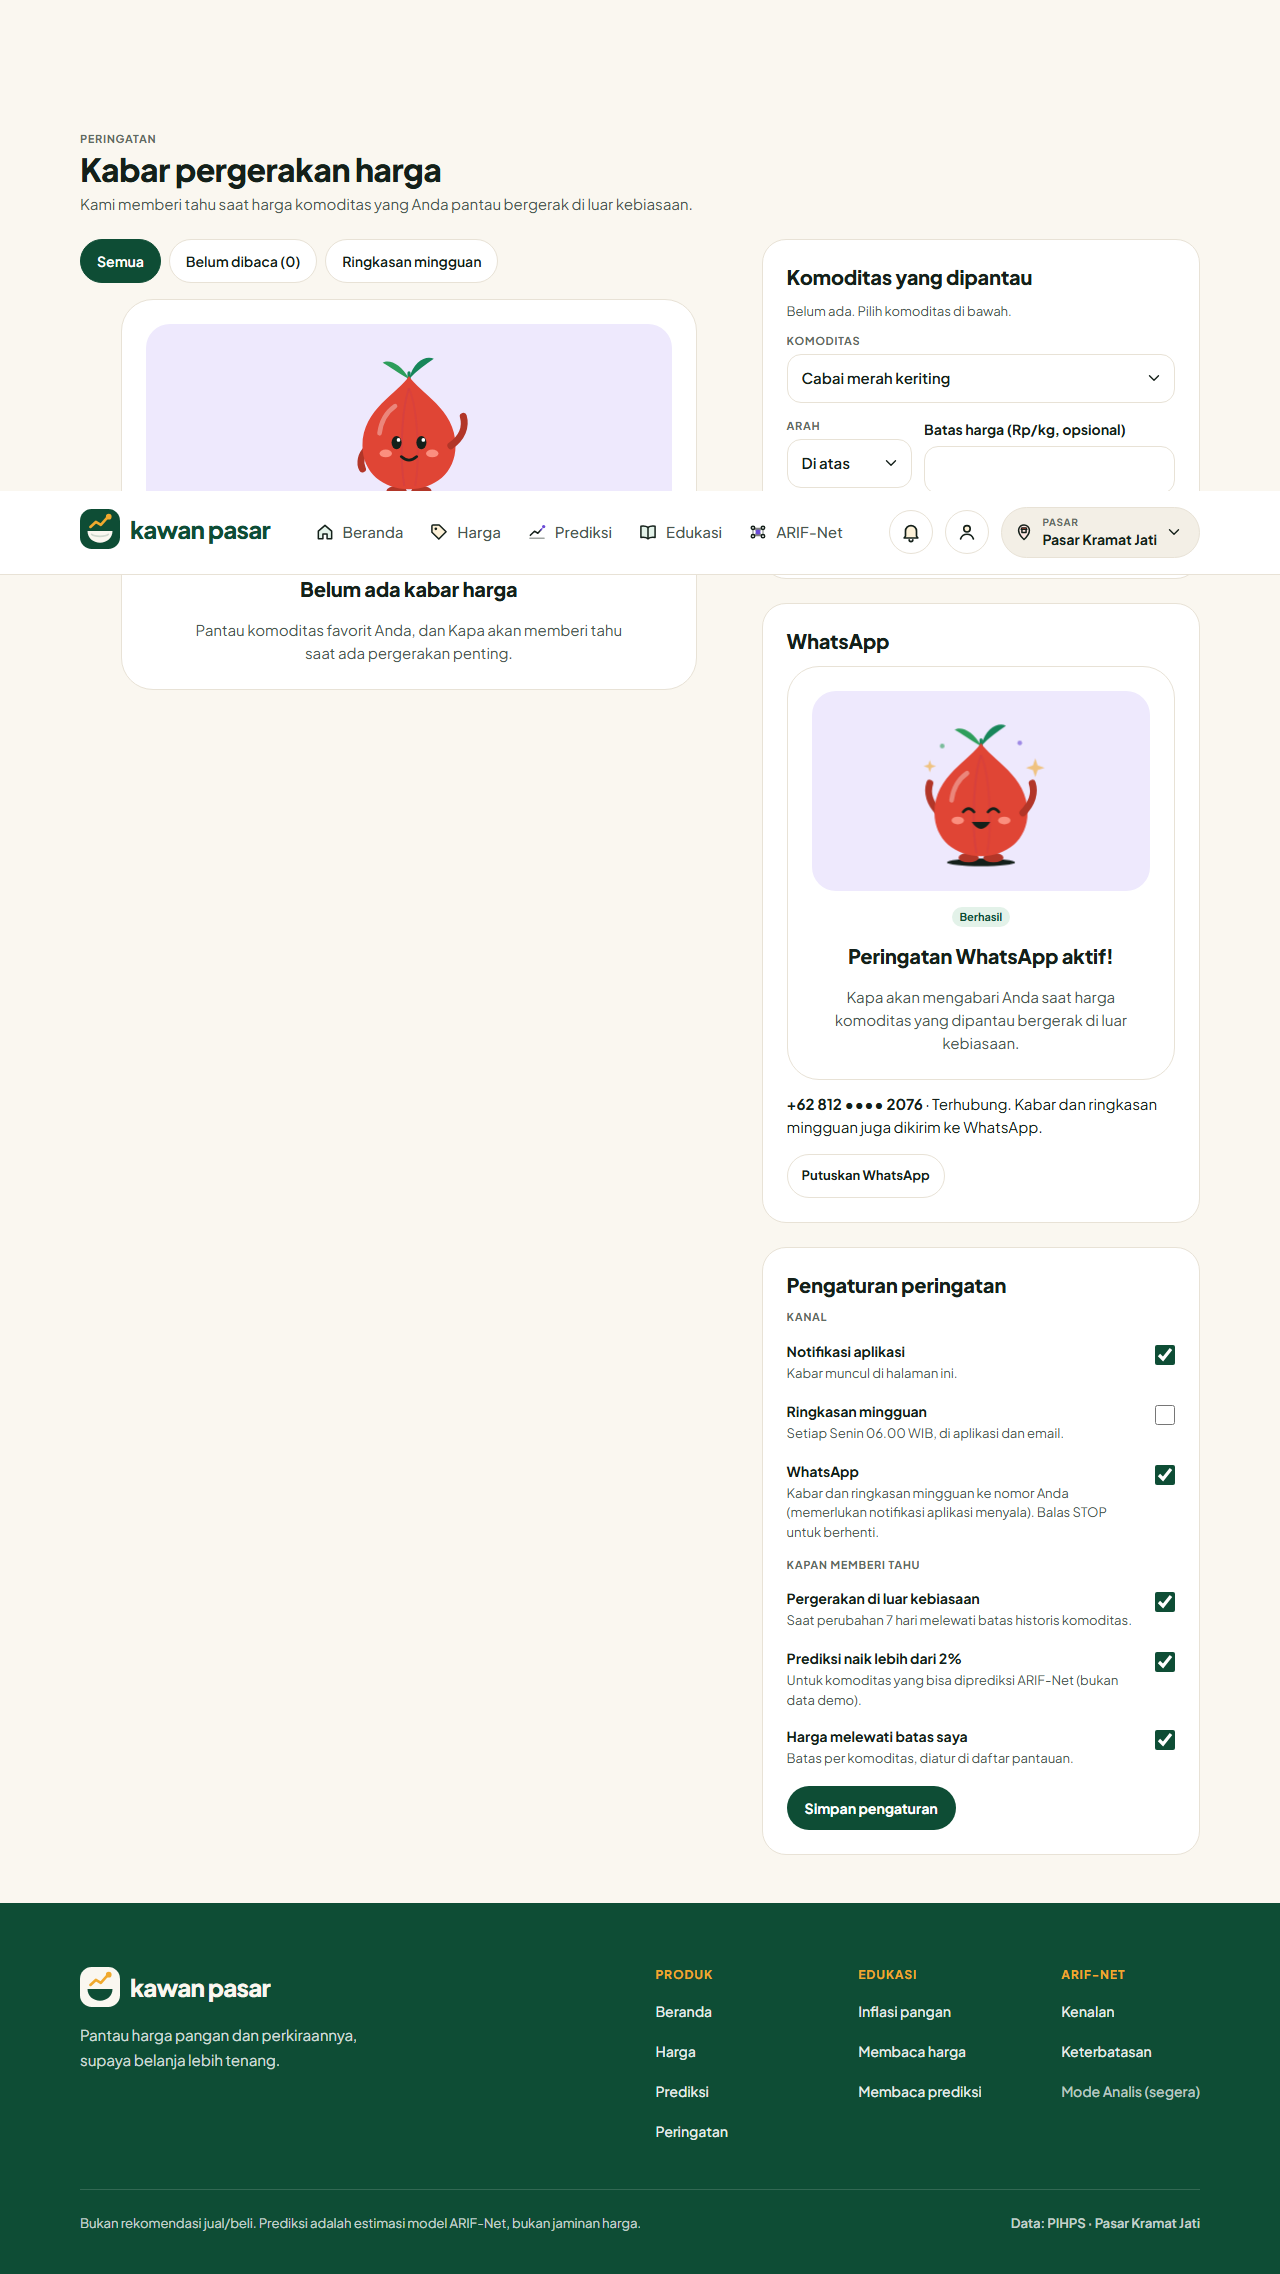 PERINGATAN
Kabar pergerakan harga
Kami memberi tahu saat harga komoditas yang Anda pantau bergerak di luar kebiasaan.
Semua
Belum dibaca (0)
Ringkasan mingguan
Komoditas yang dipantau
Belum ada. Pilih komoditas di bawah.
KOMODITAS
Cabai merah keriting
ARAH
Batas harga (Rp/kg, opsional)
Di atas
kawan pasar
Beranda
Harga
Prediksi
Edukasi
ARIF-Net
PASAR
Pasar Kramat Jati
Belum ada kabar harga
Pantau komoditas favorit Anda, dan Kapa akan memberi tahu
saat ada pergerakan penting.
WhatsApp
Berhasil
Peringatan WhatsApp aktif!
Kapa akan mengabari Anda saat harga
komoditas yang dipantau bergerak di luar
kebiasaan.
+62 812 •••• 2076 · Terhubung. Kabar dan ringkasan
mingguan juga dikirim ke WhatsApp.
Putuskan WhatsApp
Pengaturan peringatan
KANAL
Notifikasi aplikasi
Kabar muncul di halaman ini.
Ringkasan mingguan
Setiap Senin 06.00 WIB, di aplikasi dan email.
WhatsApp
Kabar dan ringkasan mingguan ke nomor Anda
(memerlukan notifikasi aplikasi menyala). Balas STOP
untuk berhenti.
KAPAN MEMBERI TAHU
Pergerakan di luar kebiasaan
Saat perubahan 7 hari melewati batas historis komoditas.
Prediksi naik lebih dari 2%
Untuk komoditas yang bisa diprediksi ARIF-Net (bukan
data demo).
Harga melewati batas saya
Batas per komoditas, diatur di daftar pantauan.
Simpan pengaturan
kawan pasar
Pantau harga pangan dan perkiraannya,
supaya belanja lebih tenang.
PRODUK
Beranda
Harga
Prediksi
Peringatan
EDUKASI
Inflasi pangan
Membaca harga
Membaca prediksi
ARIF-NET
Kenalan
Keterbatasan
Mode Analis (segera)
Bukan rekomendasi jual/beli. Prediksi adalah estimasi model ARIF-Net, bukan jaminan harga.
Data: PIHPS · Pasar Kramat Jati